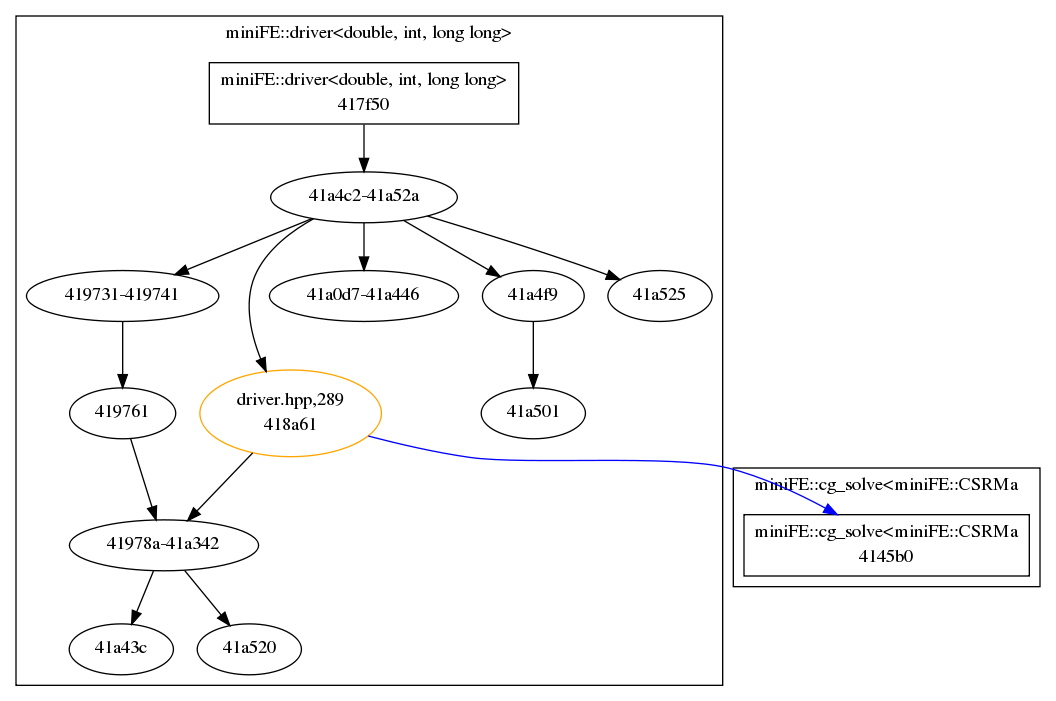 miniFE::driver<double, int, long long>
miniFE::driver<double, int, long long>
417f50
41a4c2-41a52a
419731-419741
41a0d7-41a446
41a4f9
41a525
419761
driver.hpp,289
418a61
41a501
miniFE::cg_solve<miniFE::CSRMa
miniFE::cg_solve<miniFE::CSRMa
4145b0
41978a-41a342
41a43c
41a520